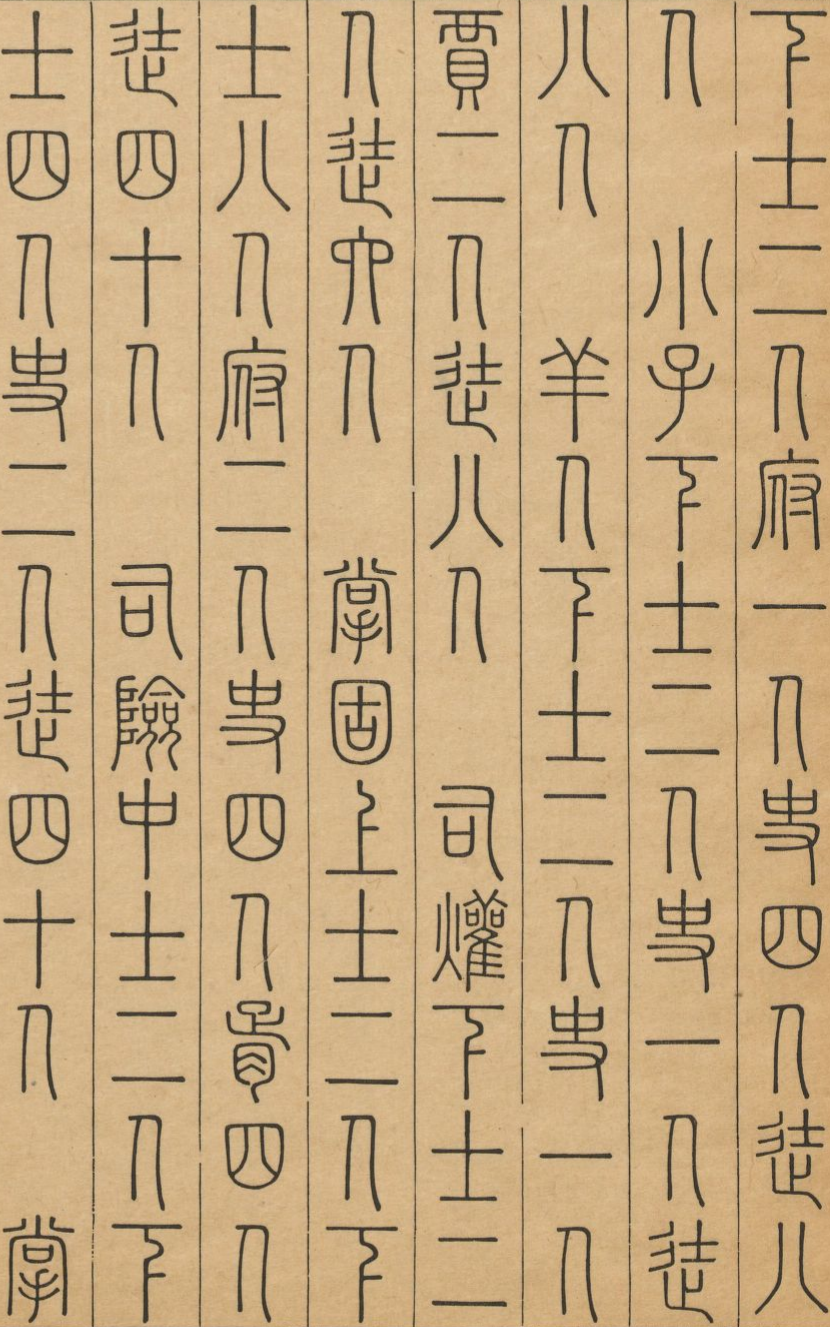 下士二人府一人史四人徒八
人　小子下士二人史一人徒
八人　羊人下士二人史一人
賈二人徒八人　司爟下士二
人徒六人　掌固上士二人下
士八人府二人史四人胥四人
徒四十人　司險中士二人下
士四人史二人徒四十人　掌